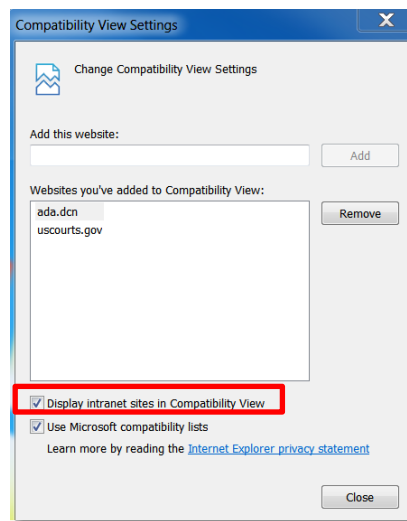 Compatibility View Settings
X
Change Compatibility View Settings
Add this website:
Add
Websites you've added to Compatibility View:
ada.dcn
uscourts.gov
Remove
Display intranet sites in Compatibility View
Use Microsoft compatibility lists
Learn more by reading the Internet Explorer privacy statement
Close